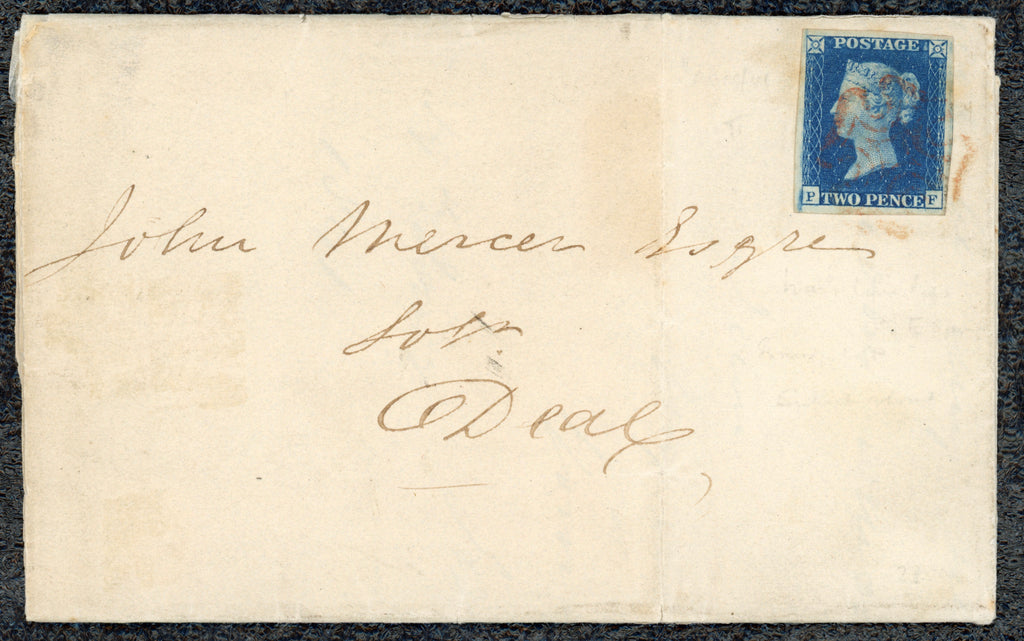 POSTAGE
P TWO PENCE F
John Mercer Esqre
Solr
Deal